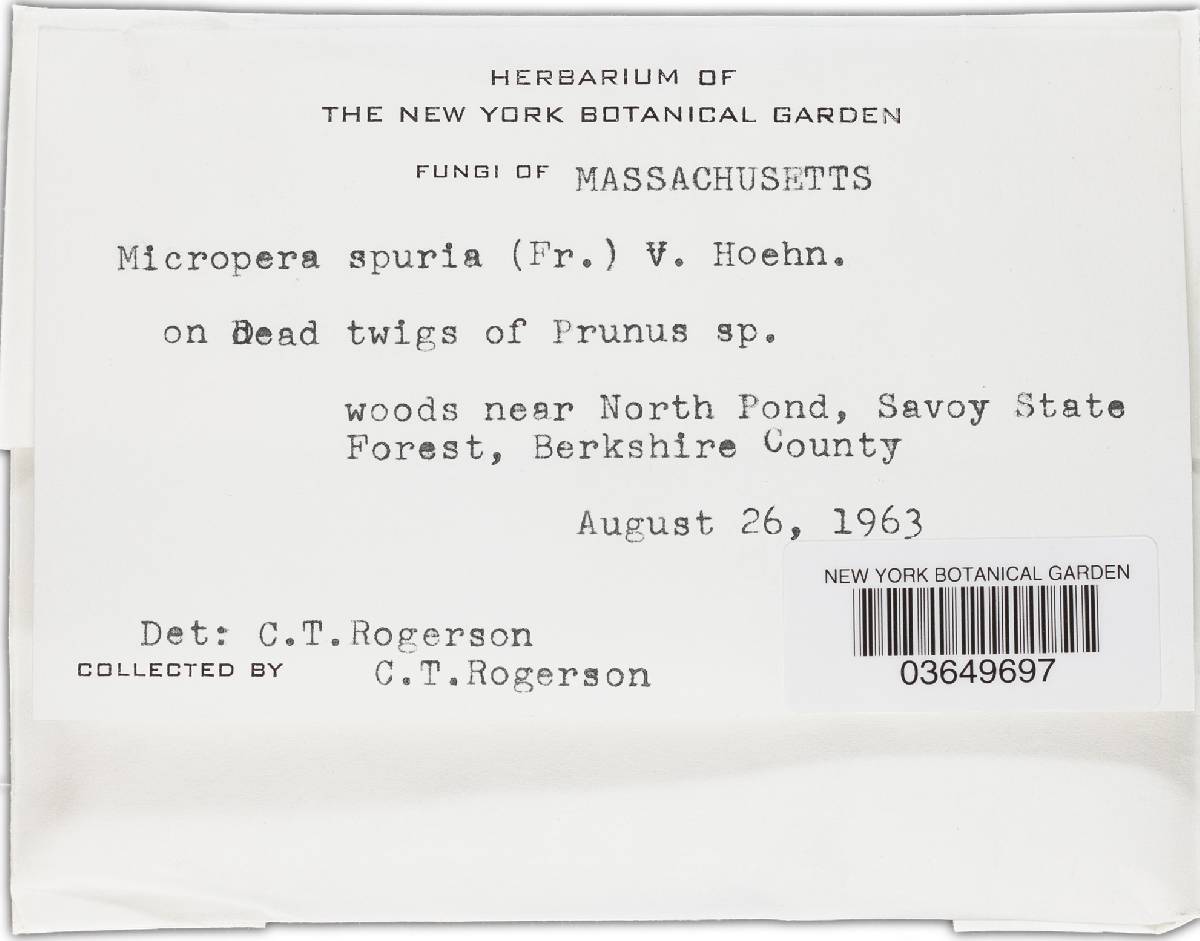 HERBARIUM OF
THE NEW YORK BOTANICAL GARDEN
FUNGI OF MASSACHUSETTS
Micropera spuria (Fr.) V. Hoehn.
on Dead twigs of Prunus sp.
woods near North Pond, Savoy State
Forest, Berkshire County
August 26, 1963
NEW YORK BOTANICAL GARDEN
03649697
Det: C.T.Rogerson
COLLECTED BY C.T.Rogerson